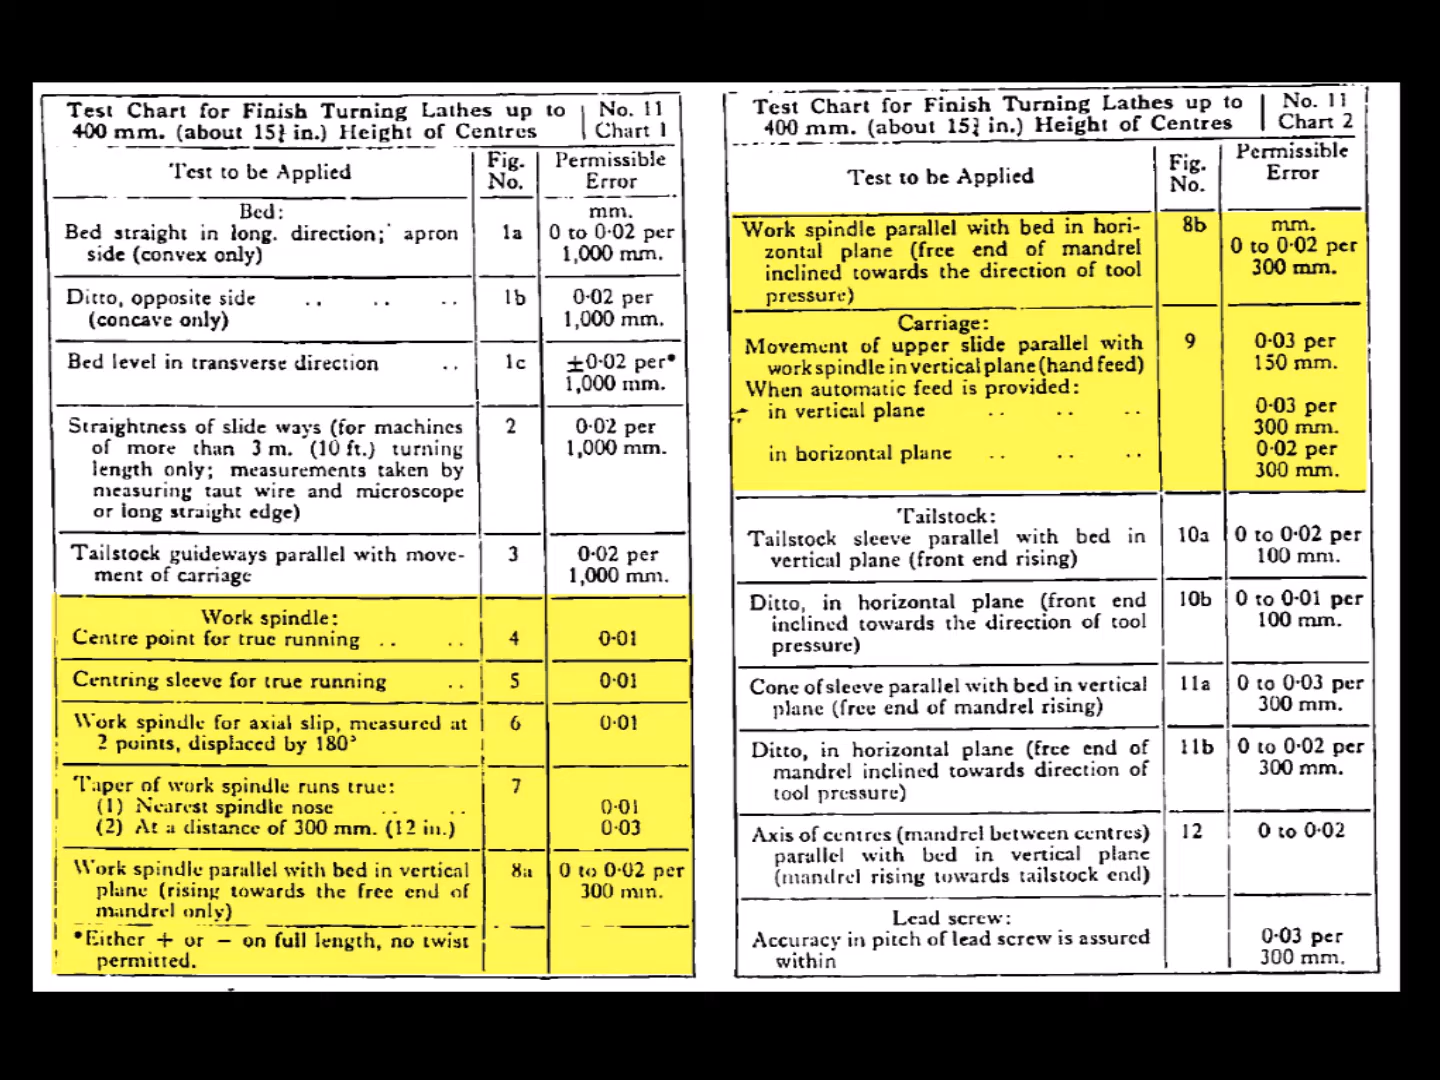 Test Chart for Finish Turning Lathes up to
400 mm. (about 15¾ in.) Height of Centres
No. 11
Chart 1
Test to be Applied
Fig.
No.
Permissible
Error
Bed:
mm.
Bed straight in long. direction; apron
side (convex only)
1a
0 to 0·02 per
1,000 mm.
Ditto, opposite side .. .. ..
(concave only)
1b
0·02 per
1,000 mm.
Bed level in transverse direction ..
1c
±0·02 per*
1,000 mm.
Straightness of slide ways (for machines
of more than 3 m. (10 ft.) turning
length only; measurements taken by
measuring taut wire and microscope
or long straight edge)
2
0·02 per
1,000 mm.
Tailstock guideways parallel with move-
ment of carriage
3
0·02 per
1,000 mm.
Work spindle:
Centre point for true running .. ..
4
0·01
Centring sleeve for true running ..
5
0·01
Work spindle for axial slip, measured at
2 points, displaced by 180°
6
0·01
Taper of work spindle runs true:
7
(1) Nearest spindle nose .. ..
0·01
(2) At a distance of 300 mm. (12 in.)
0·03
Work spindle parallel with bed in vertical
plane (rising towards the free end of
mandrel only)
8a
0 to 0·02 per
300 mm.
*Either + or − on full length, no twist
permitted.
Test Chart for Finish Turning Lathes up to
400 mm. (about 15¾ in.) Height of Centres
No. 11
Chart 2
Test to be Applied
Fig.
No.
Permissible
Error
Work spindle parallel with bed in hori-
zontal plane (free end of mandrel
inclined towards the direction of tool
pressure)
8b
mm.
0 to 0·02 per
300 mm.
Carriage:
Movement of upper slide parallel with
work spindle in vertical plane (hand feed)
9
0·03 per
150 mm.
When automatic feed is provided:
in vertical plane .. .. ..
0·03 per
300 mm.
in horizontal plane .. .. ..
0·02 per
300 mm.
Tailstock:
Tailstock sleeve parallel with bed in
vertical plane (front end rising)
10a
0 to 0·02 per
100 mm.
Ditto, in horizontal plane (front end
inclined towards the direction of tool
pressure)
10b
0 to 0·01 per
100 mm.
Cone of sleeve parallel with bed in vertical
plane (free end of mandrel rising)
11a
0 to 0·03 per
300 mm.
Ditto, in horizontal plane (free end of
mandrel inclined towards direction of
tool pressure)
11b
0 to 0·02 per
300 mm.
Axis of centres (mandrel between centres)
parallel with bed in vertical plane
(mandrel rising towards tailstock end)
12
0 to 0·02
Lead screw:
Accuracy in pitch of lead screw is assured
within
0·03 per
300 mm.